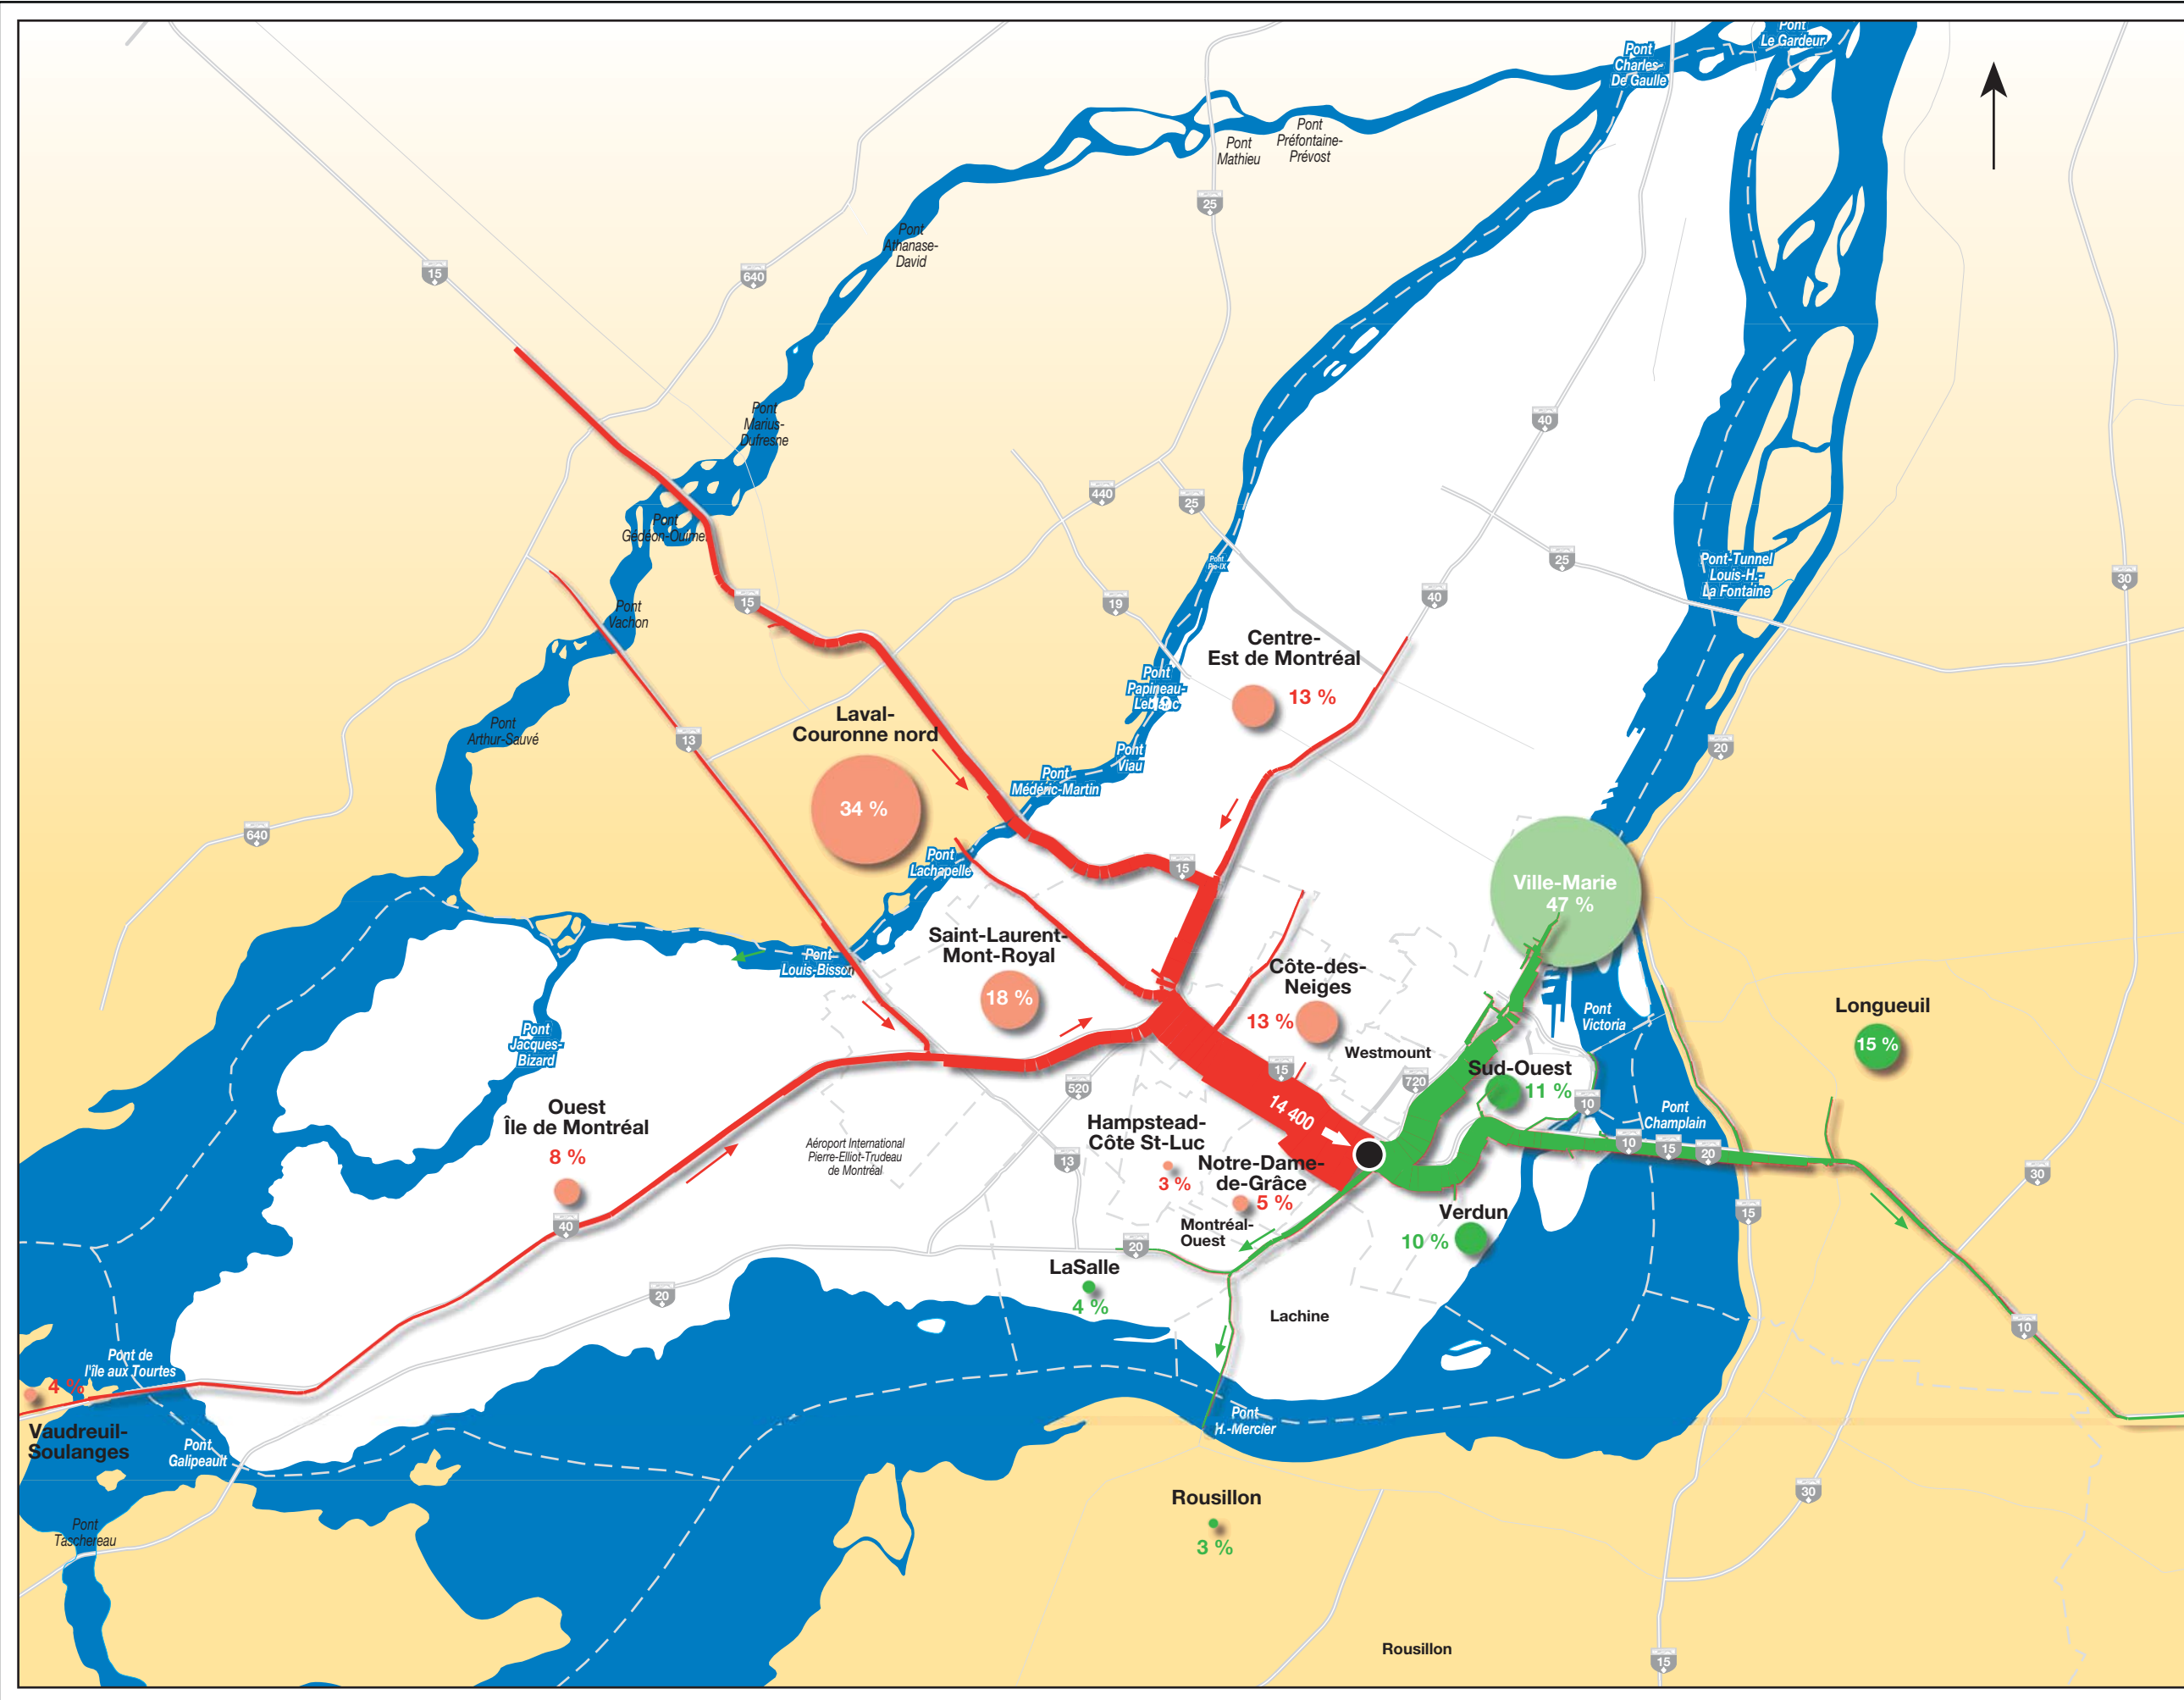 Pont
Le Gardeur
Pont
Charles-
De Gaulle
Pont
Mathieu
Pont
Préfontaine-
Prévost
25
Pont
Athanase-
David
15
640
Pont
Marius-
Dufresne
40
440
25
Pont
Gédéon-Ouimet
Pont
Pie-IX
25
Pont-Tunnel
Louis-H.-
La Fontaine
30
15
19
40
Pont
Vachon
Centre-
Est de Montréal
13 %
Pont
Papineau-
Leblanc
19
Laval-
Couronne nord
34 %
Pont
Arthur-Sauvé
13
20
Pont
Viau
Pont
Médéric-Martin
640
Pont
Lachapelle
15
Ville-Marie
47 %
Saint-Laurent-
Mont-Royal
18 %
Pont
Louis-Bisson
Côte-des-
Neiges
13 %
Pont
Victoria
Longueuil
15 %
Pont
Jacques-
Bizard
Westmount
15
720
Sud-Ouest
11 %
520
10
Pont
Champlain
Ouest
Île de Montréal
8 %
14 400
Hampstead-
Côte St-Luc
3 %
Aéroport International
Pierre-Elliot-Trudeau
de Montréal
13
10
15
20
Notre-Dame-
de-Grâce
5 %
30
40
Montréal-
Ouest
Verdun
10 %
15
20
LaSalle
4 %
20
Lachine
10
Pont de
l'île aux Tourtes
4 %
Vaudreuil-
Soulanges
Pont
Galipeault
Pont
H.-Mercier
Rousillon
3 %
30
Pont
Taschereau
Rousillon
15